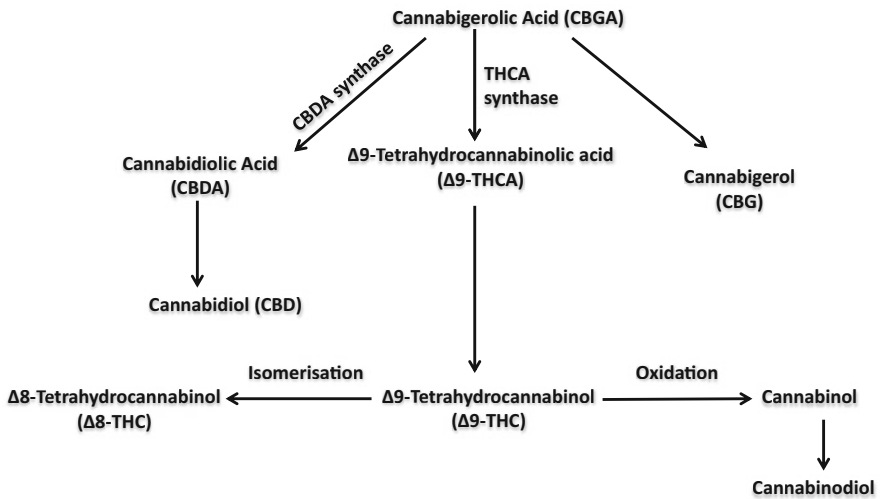 Cannabigerolic Acid (CBGA)
CBDA synthase
THCA
synthase
Cannabidiolic Acid
(CBDA)
Δ9-Tetrahydrocannabinolic acid
(Δ9-THCA)
Cannabigerol
(CBG)
Cannabidiol (CBD)
Isomerisation
Oxidation
Δ8-Tetrahydrocannabinol
(Δ8-THC)
Δ9-Tetrahydrocannabinol
(Δ9-THC)
Cannabinol
Cannabinodiol